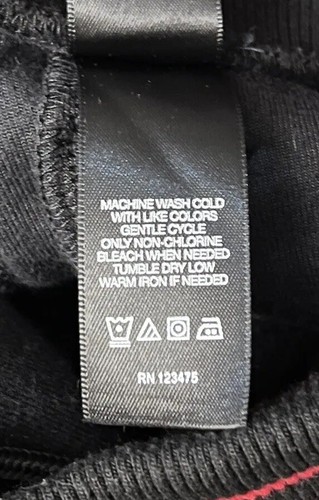 MACHINE WASH COLD
WITH LIKE COLORS
GENTLE CYCLE
ONLY NON-CHLORINE
BLEACH WHEN NEEDED
TUMBLE DRY LOW
WARM IRON IF NEEDED
RN 123475